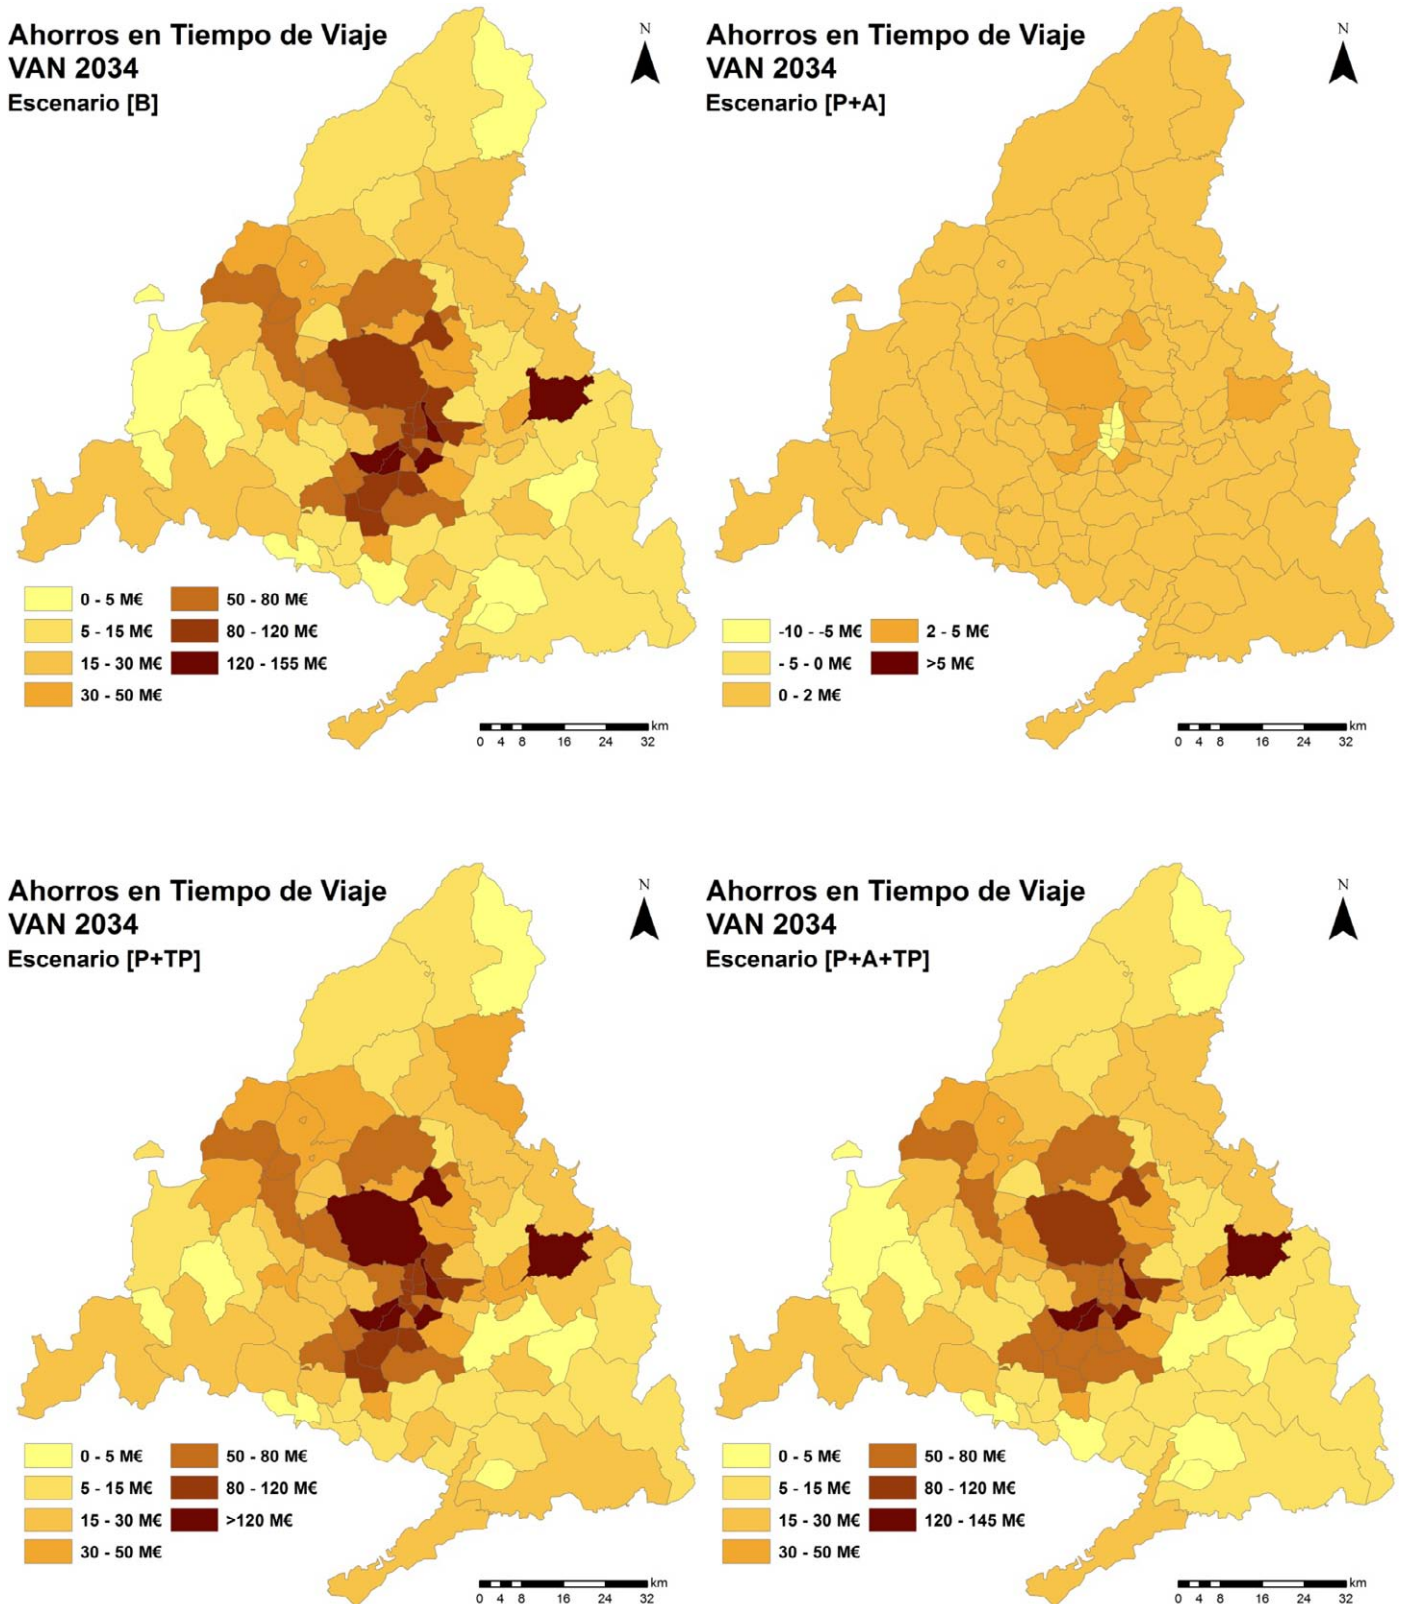 Ahorros en Tiempo de Viaje
VAN 2034
Escenario [B]
N
0 - 5 M€
5 - 15 M€
15 - 30 M€
30 - 50 M€
50 - 80 M€
80 - 120 M€
120 - 155 M€
km
0 4 8 16 24 32
Ahorros en Tiempo de Viaje
VAN 2034
Escenario [P+A]
N
-10 - -5 M€
- 5 - 0 M€
0 - 2 M€
2 - 5 M€
>5 M€
km
0 4 8 16 24 32
Ahorros en Tiempo de Viaje
VAN 2034
Escenario [P+TP]
N
0 - 5 M€
5 - 15 M€
15 - 30 M€
30 - 50 M€
50 - 80 M€
80 - 120 M€
>120 M€
km
0 4 8 16 24 32
Ahorros en Tiempo de Viaje
VAN 2034
Escenario [P+A+TP]
N
0 - 5 M€
5 - 15 M€
15 - 30 M€
30 - 50 M€
50 - 80 M€
80 - 120 M€
120 - 145 M€
km
0 4 8 16 24 32